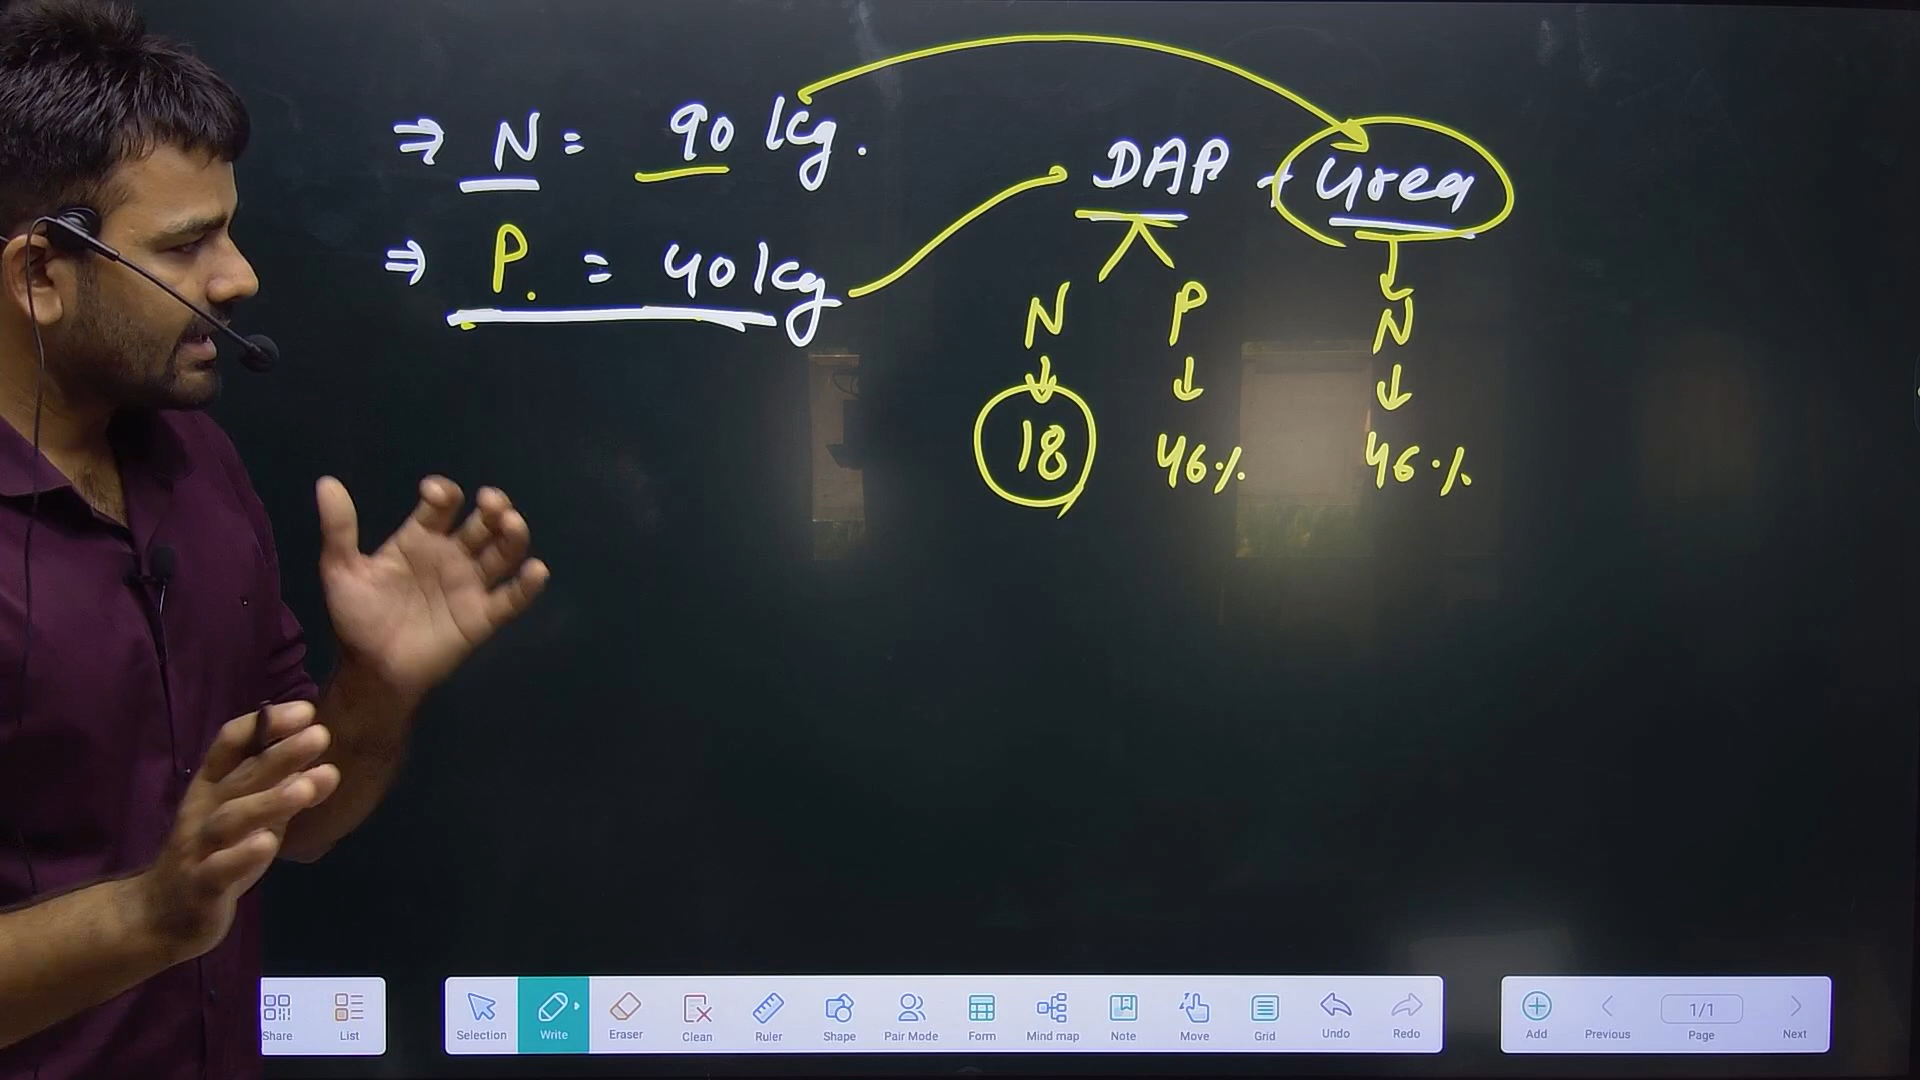 ⇒ N = 90 kg.
DAP + Urea
⇒ P. = 40 kg
N P N
↓ ↓ ↓
18 46% 46%
Share List Selection Write Eraser Clean Ruler Shape Pair Mode Form Mind map Note Move Grid Undo Redo Add Previous 1/1 Page Next